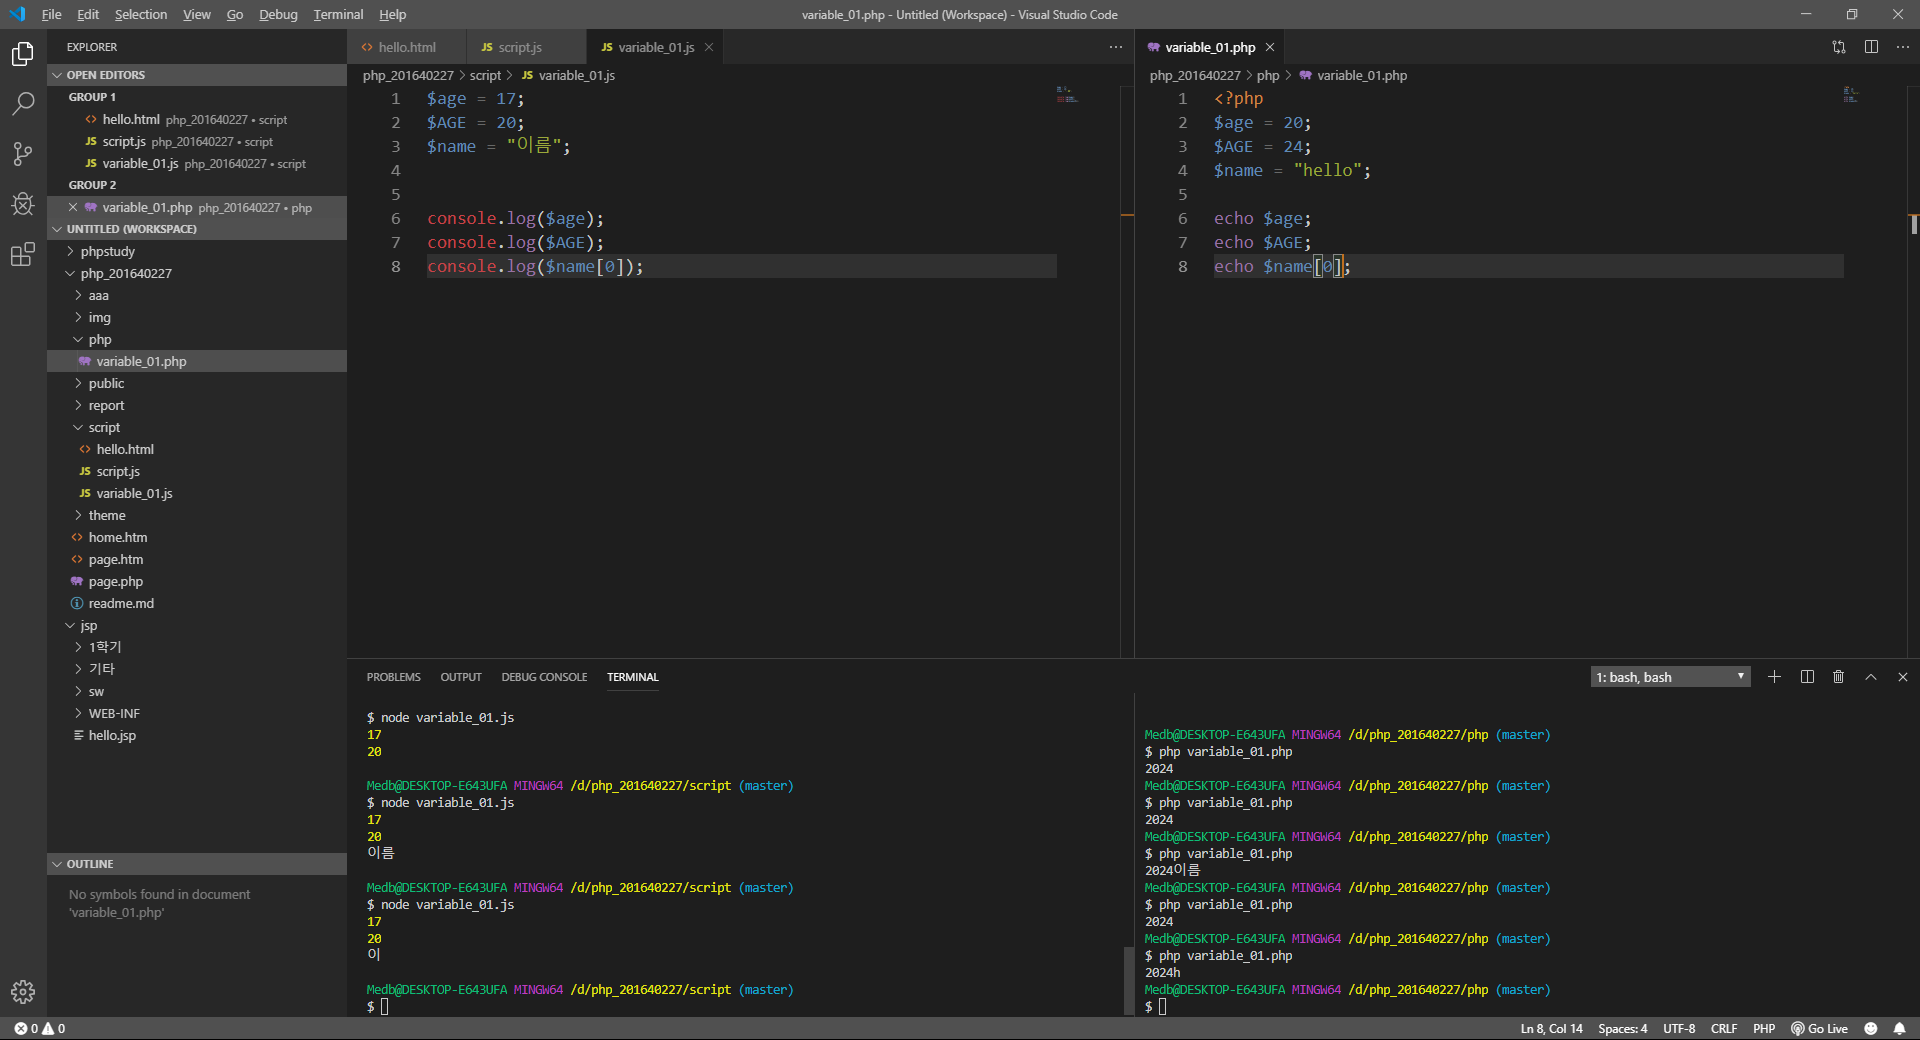 File Edit Selection View Go Debug Terminal Help
variable_01.php - Untitled (Workspace) - Visual Studio Code
EXPLORER
OPEN EDITORS
GROUP 1
<> hello.html php_201640227 • script
JS script.js php_201640227 • script
JS variable_01.js php_201640227 • script
GROUP 2
variable_01.php php_201640227 • php
UNTITLED (WORKSPACE)
phpstudy
php_201640227
aaa
img
php
variable_01.php
public
report
script
<> hello.html
JS script.js
JS variable_01.js
theme
<> home.htm
<> page.htm
page.php
readme.md
jsp
1학기
기타
sw
WEB-INF
hello.jsp
OUTLINE
No symbols found in document
'variable_01.php'
<> hello.html JS script.js JS variable_01.js
php_201640227 > script > JS variable_01.js
1 $age = 17;
2 $AGE = 20;
3 $name = "이름";
4
5
6 console.log($age);
7 console.log($AGE);
8 console.log($name[0]);
variable_01.php
php_201640227 > php > variable_01.php
1 <?php
2 $age = 20;
3 $AGE = 24;
4 $name = "hello";
5
6 echo $age;
7 echo $AGE;
8 echo $name[0];
PROBLEMS OUTPUT DEBUG CONSOLE TERMINAL
1: bash, bash
$ node variable_01.js
17
20
Medb@DESKTOP-E643UFA MINGW64 /d/php_201640227/script (master)
$ node variable_01.js
17
20
이름
Medb@DESKTOP-E643UFA MINGW64 /d/php_201640227/script (master)
$ node variable_01.js
17
20
이
Medb@DESKTOP-E643UFA MINGW64 /d/php_201640227/script (master)
$
Medb@DESKTOP-E643UFA MINGW64 /d/php_201640227/php (master)
$ php variable_01.php
2024
Medb@DESKTOP-E643UFA MINGW64 /d/php_201640227/php (master)
$ php variable_01.php
2024
Medb@DESKTOP-E643UFA MINGW64 /d/php_201640227/php (master)
$ php variable_01.php
2024이름
Medb@DESKTOP-E643UFA MINGW64 /d/php_201640227/php (master)
$ php variable_01.php
2024
Medb@DESKTOP-E643UFA MINGW64 /d/php_201640227/php (master)
$ php variable_01.php
2024h
Medb@DESKTOP-E643UFA MINGW64 /d/php_201640227/php (master)
$
0 0
Ln 8, Col 14 Spaces: 4 UTF-8 CRLF PHP Go Live